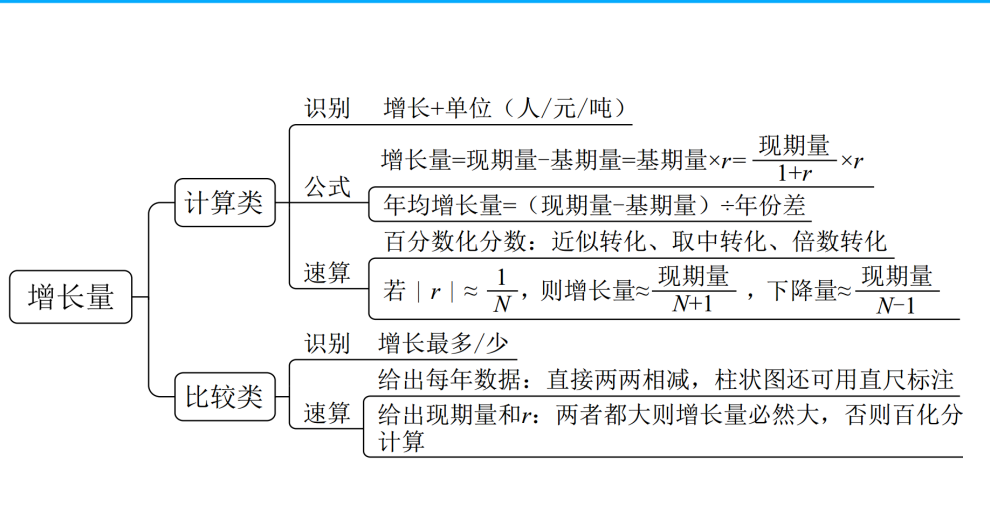 增长量
计算类
识别 增长+单位（人/元/吨）
公式
增长量=现期量-基期量=基期量×r=现期量/1+r×r
年均增长量=（现期量-基期量）÷年份差
速算
百分数化分数：近似转化、取中转化、倍数转化
若|r|≈1/N，则增长量≈现期量/N+1，下降量≈现期量/N-1
比较类
识别 增长最多/少
速算
给出每年数据：直接两两相减，柱状图还可用直尺标注
给出现期量和r：两者都大则增长量必然大，否则百化分
计算